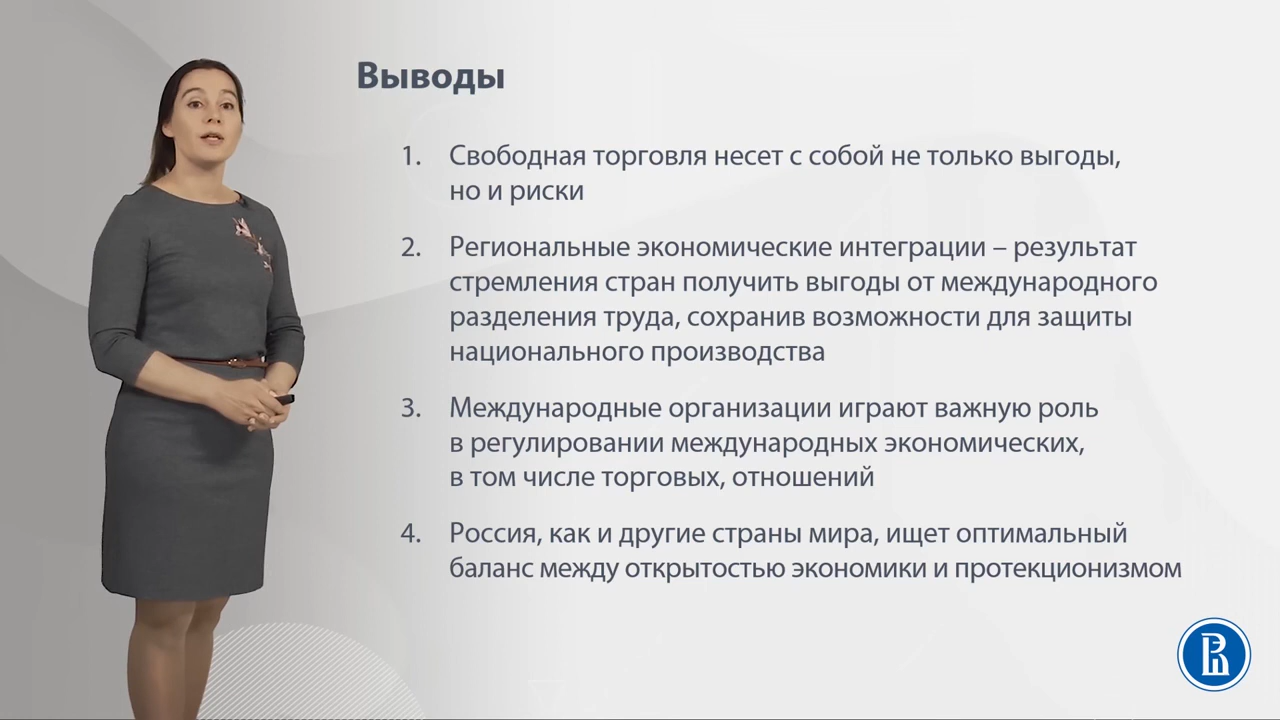 Выводы
1. Свободная торговля несет с собой не только выгоды,
но и риски
2. Региональные экономические интеграции – результат
стремления стран получить выгоды от международного
разделения труда, сохранив возможности для защиты
национального производства
3. Международные организации играют важную роль
в регулировании международных экономических,
в том числе торговых, отношений
4. Россия, как и другие страны мира, ищет оптимальный
баланс между открытостью экономики и протекционизмом